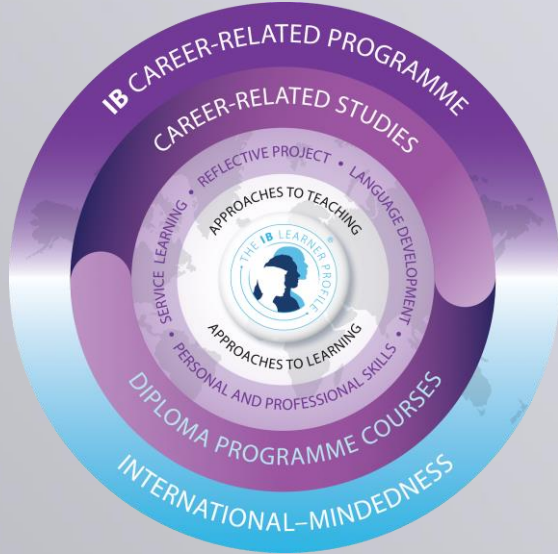 IB CAREER-RELATED PROGRAMME
CAREER-RELATED STUDIES
SERVICE LEARNING • REFLECTIVE PROJECT • LANGUAGE DEVELOPMENT • PERSONAL AND PROFESSIONAL SKILLS •
APPROACHES TO TEACHING
THE IB LEARNER PROFILE ®
APPROACHES TO LEARNING
DIPLOMA PROGRAMME COURSES
INTERNATIONAL–MINDEDNESS